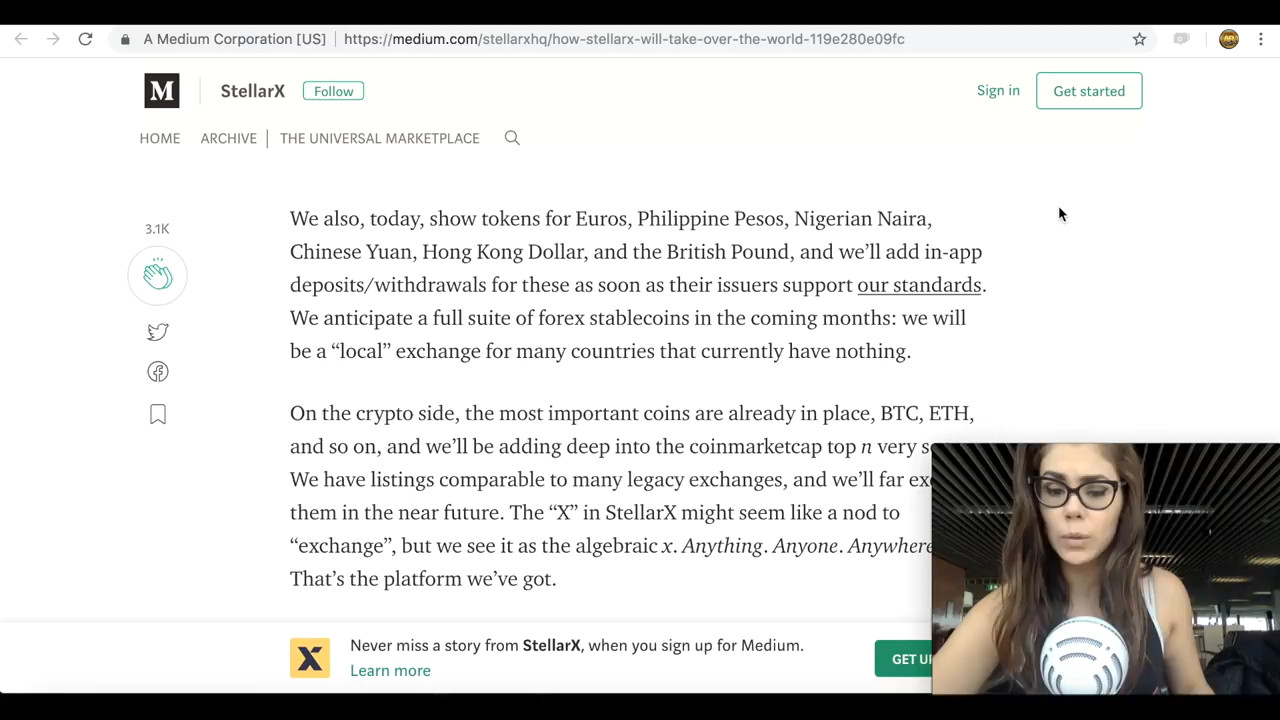 A Medium Corporation [US] https://medium.com/stellarxhq/how-stellarx-will-take-over-the-world-119e280e09fc
M StellarX Follow Sign in Get started
HOME ARCHIVE THE UNIVERSAL MARKETPLACE
We also, today, show tokens for Euros, Philippine Pesos, Nigerian Naira,
3.1K
Chinese Yuan, Hong Kong Dollar, and the British Pound, and we’ll add in-app
deposits/withdrawals for these as soon as their issuers support our standards.
We anticipate a full suite of forex stablecoins in the coming months: we will
be a “local” exchange for many countries that currently have nothing.
On the crypto side, the most important coins are already in place, BTC, ETH,
and so on, and we’ll be adding deep into the coinmarketcap top n very
We have listings comparable to many legacy exchanges, and we’ll far
them in the near future. The “X” in StellarX might seem like a nod to
“exchange”, but we see it as the algebraic x. Anything. Anyone. Anywhere
That’s the platform we’ve got.
X Never miss a story from StellarX, when you sign up for Medium.
Learn more
GET